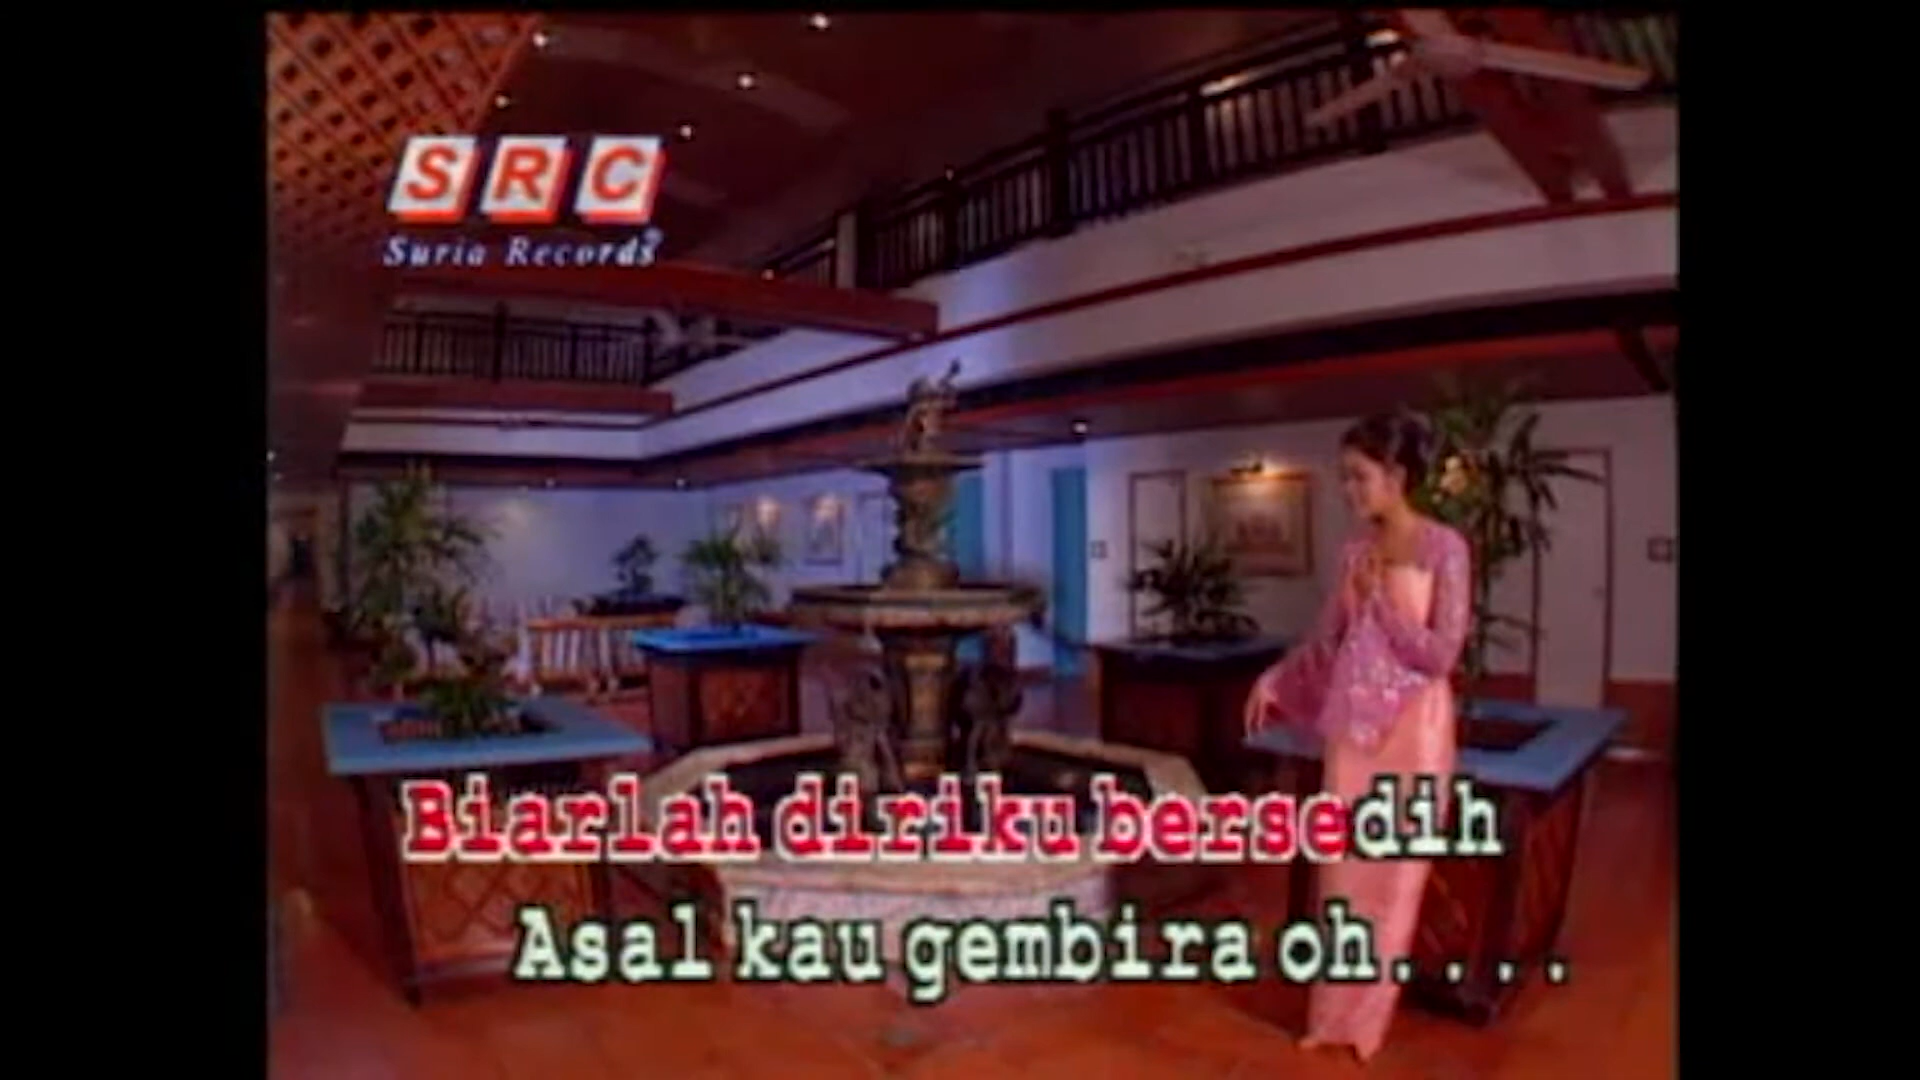 SRC
Suria Records
Biarlah diriku bersedih
Asal kau gembira oh....